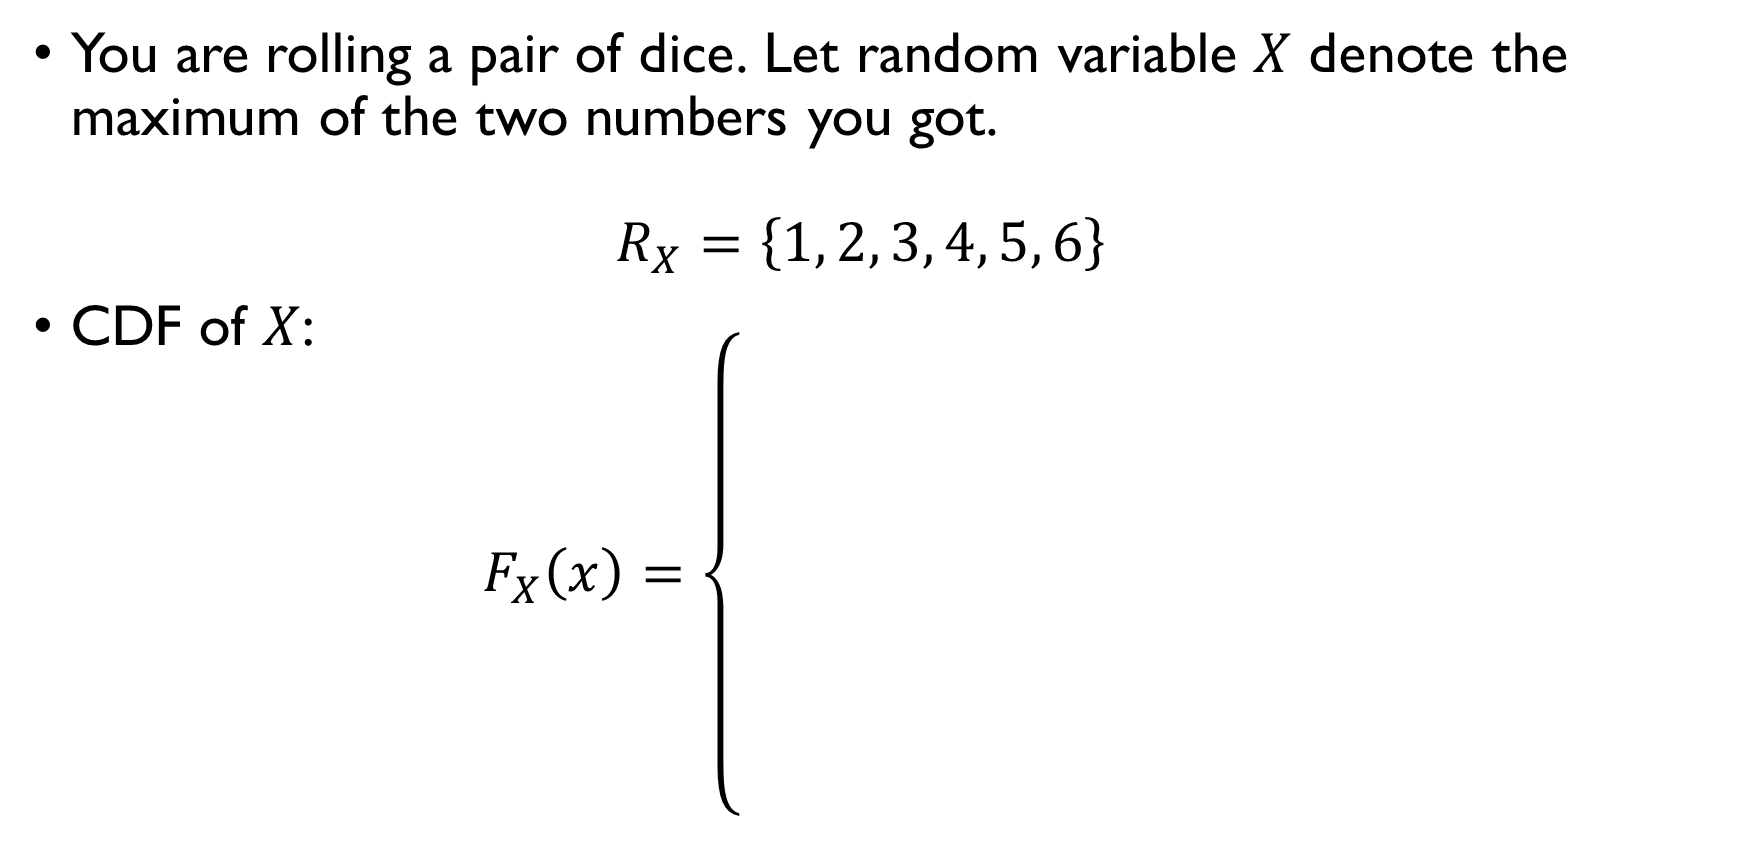 • You are rolling a pair of dice. Let random variable X denote the
maximum of the two numbers you got.
R_X = {1, 2, 3, 4, 5, 6}
• CDF of X:
F_X(x) = {